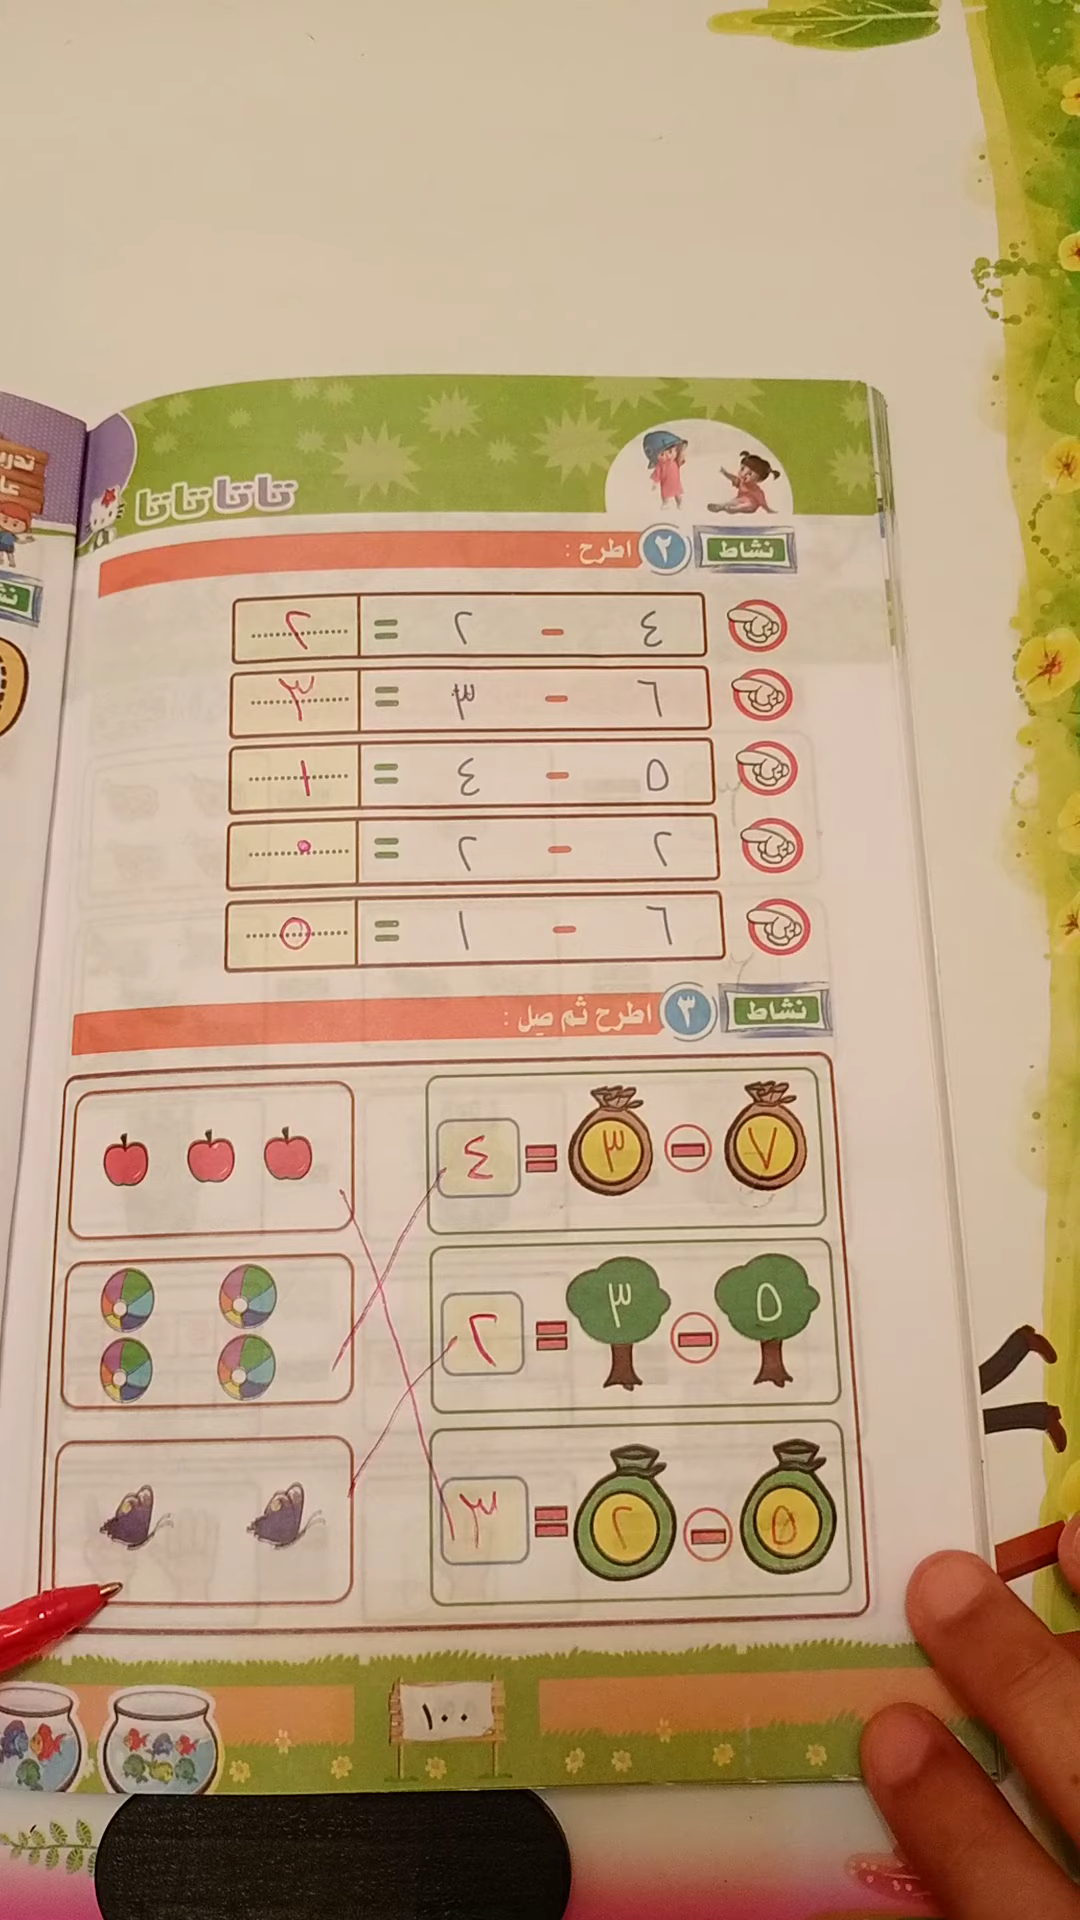 تاتا تاتا
نشاط ٢ اطرح :
٤ - ٢ = ٢
٦ - ٣ = ٣
٥ - ٤ = ١
٢ - ٢ = ٠
٦ - ١ = ٥
نشاط ٣ اطرح ثم صِل :
٧ - ٣ = ٤
٥ - ٣ = ٢
٥ - ٢ = ٣
١٠٠